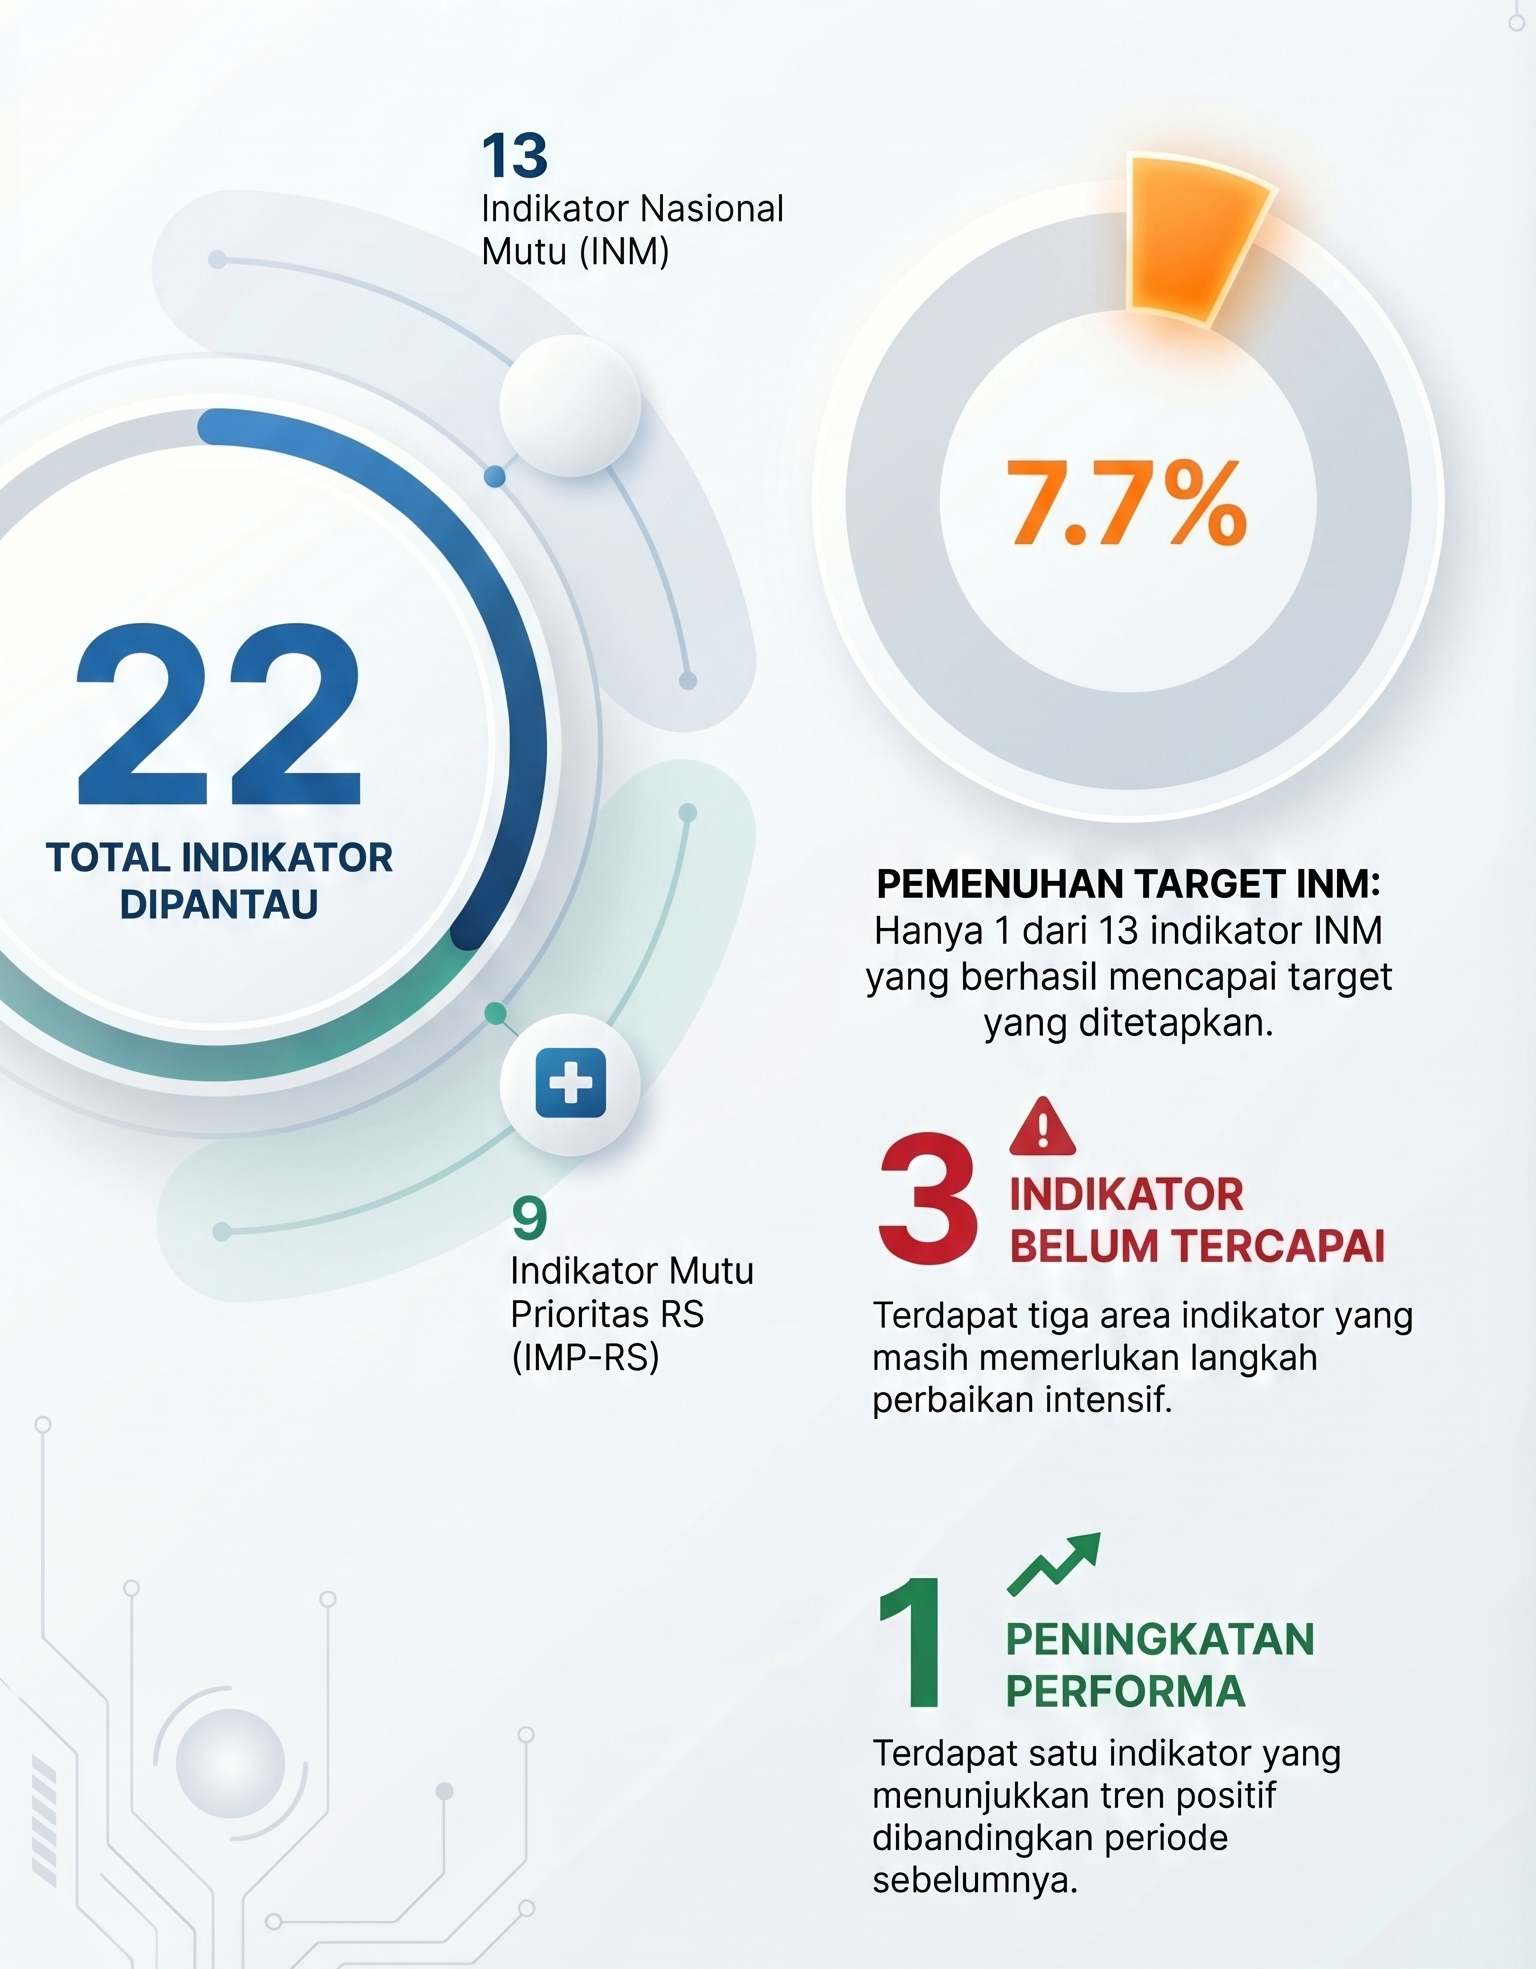 13
Indikator Nasional
Mutu (INM)
22
TOTAL INDIKATOR
DIPANTAU
9
Indikator Mutu
Prioritas RS
(IMP-RS)
7.7%
PEMENUHAN TARGET INM:
Hanya 1 dari 13 indikator INM
yang berhasil mencapai target
yang ditetapkan.
3
INDIKATOR
BELUM TERCAPAI
Terdapat tiga area indikator yang
masih memerlukan langkah
perbaikan intensif.
1
PENINGKATAN
PERFORMA
Terdapat satu indikator yang
menunjukkan tren positif
dibandingkan periode
sebelumnya.